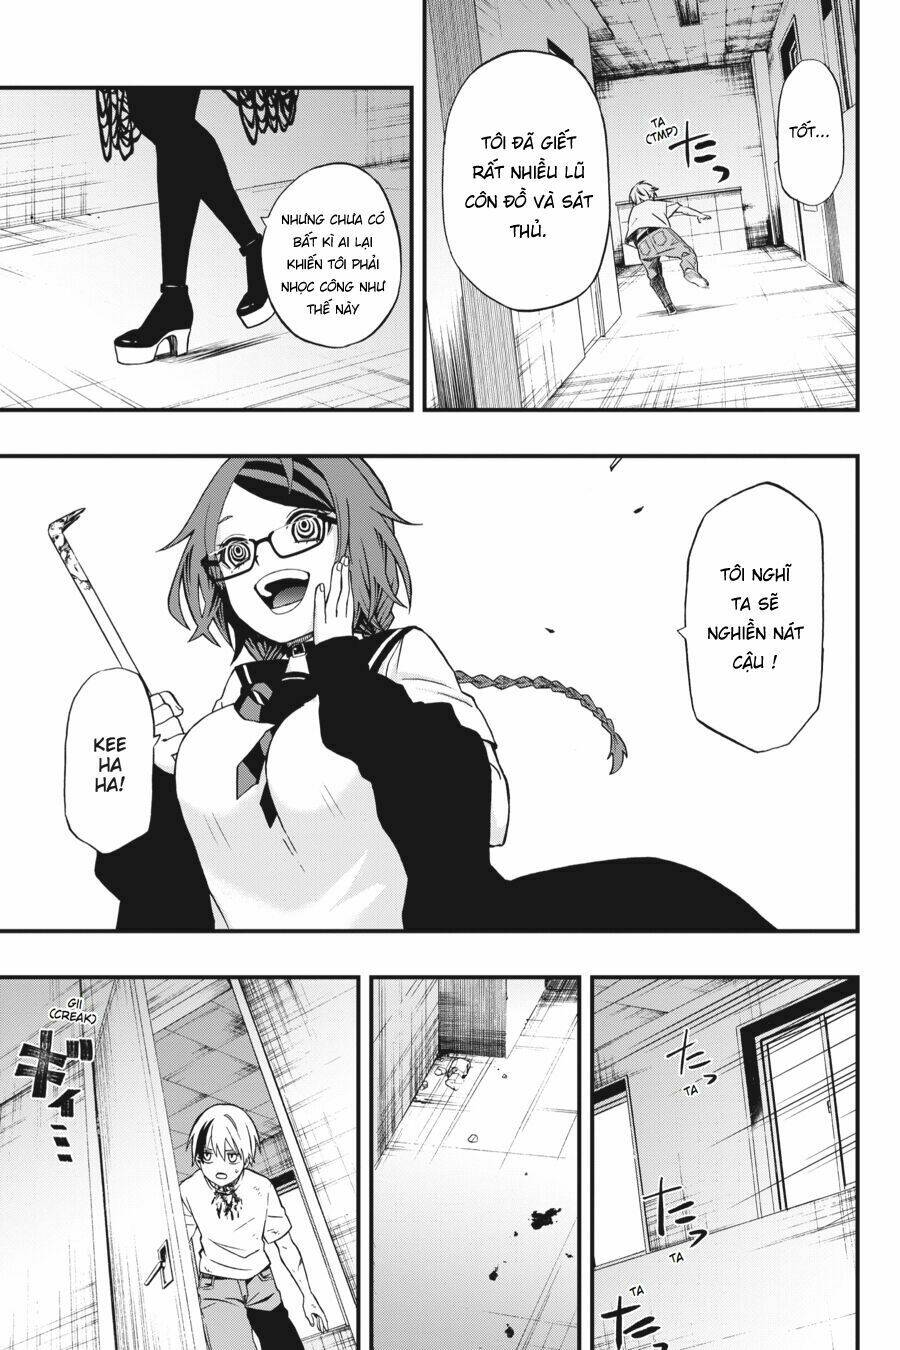 TỐT...
TA
(TMP)
たっ
TÔI ĐÃ GIẾT
RẤT NHIỀU LŨ
CÔN ĐỒ VÀ SÁT
THỦ.
NHƯNG CHƯA CÓ
BẤT KÌ AI LẠI
KHIẾN TÔI PHẢI
NHỌC CÔNG NHƯ
THẾ NÀY
TÔI NGHĨ
TA SẼ
NGHIỀN NÁT
CẬU !
KEE
HA
HA!
たっ
TA
たっ
TA
たっ
TA
GII
(CREAK)
ギィ